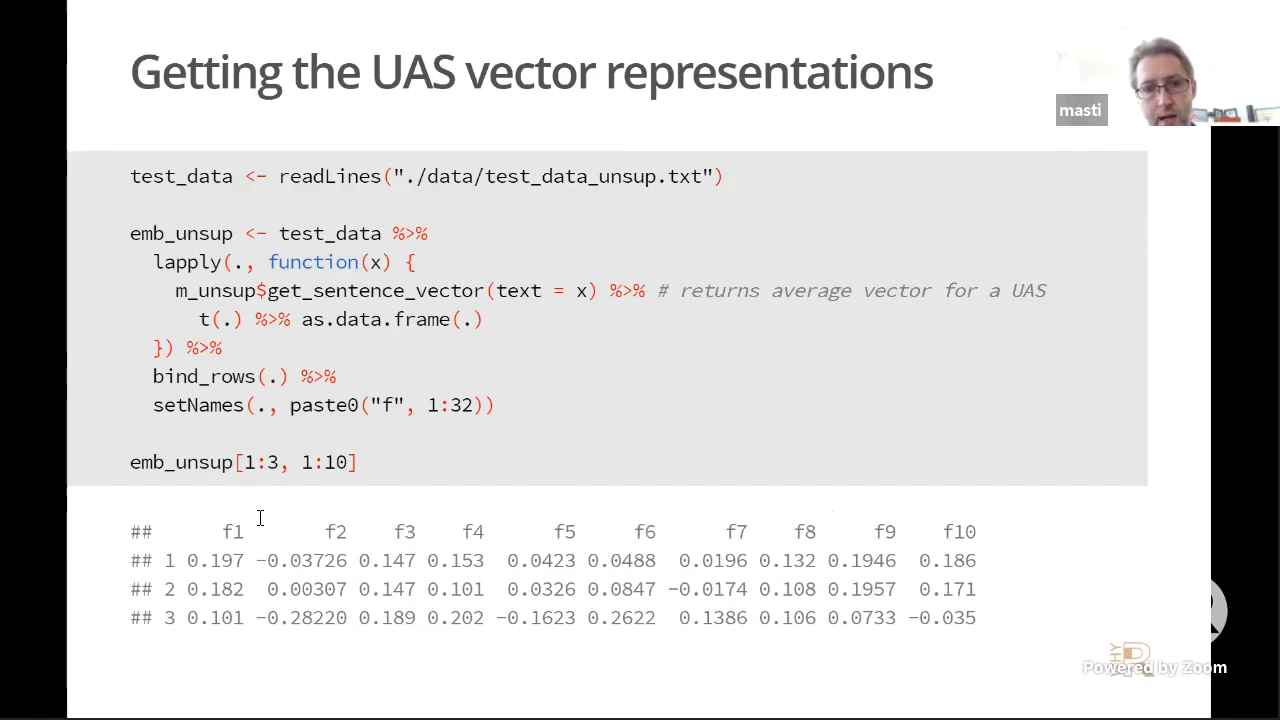 Getting the UAS vector representations
masti
test_data <- readLines("./data/test_data_unsup.txt")
emb_unsup <- test_data %>%
lapply(., function(x) {
m_unsup$get_sentence_vector(text = x) %>% # returns average vector for a UAS
t(.) %>% as.data.frame(.)
}) %>%
bind_rows(.) %>%
setNames(., paste0("f", 1:32))
emb_unsup[1:3, 1:10]
## f1 f2 f3 f4 f5 f6 f7 f8 f9 f10
## 1 0.197 -0.03726 0.147 0.153 0.0423 0.0488 0.0196 0.132 0.1946 0.186
## 2 0.182 0.00307 0.147 0.101 0.0326 0.0847 -0.0174 0.108 0.1957 0.171
## 3 0.101 -0.28220 0.189 0.202 -0.1623 0.2622 0.1386 0.106 0.0733 -0.035
WHY R
Powered by Zoom